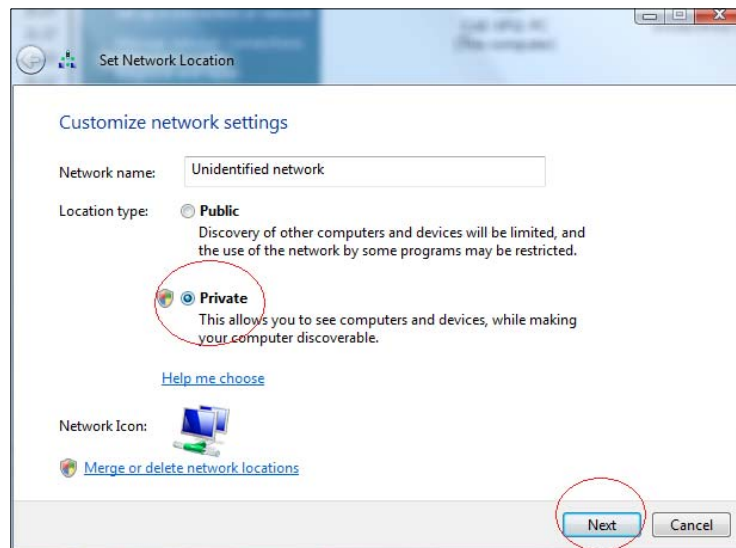 Set Network Location
Customize network settings
Network name:
Unidentified network
Location type:
Public
Discovery of other computers and devices will be limited, and
the use of the network by some programs may be restricted.
Private
This allows you to see computers and devices, while making
your computer discoverable.
Help me choose
Network Icon:
Merge or delete network locations
Next
Cancel